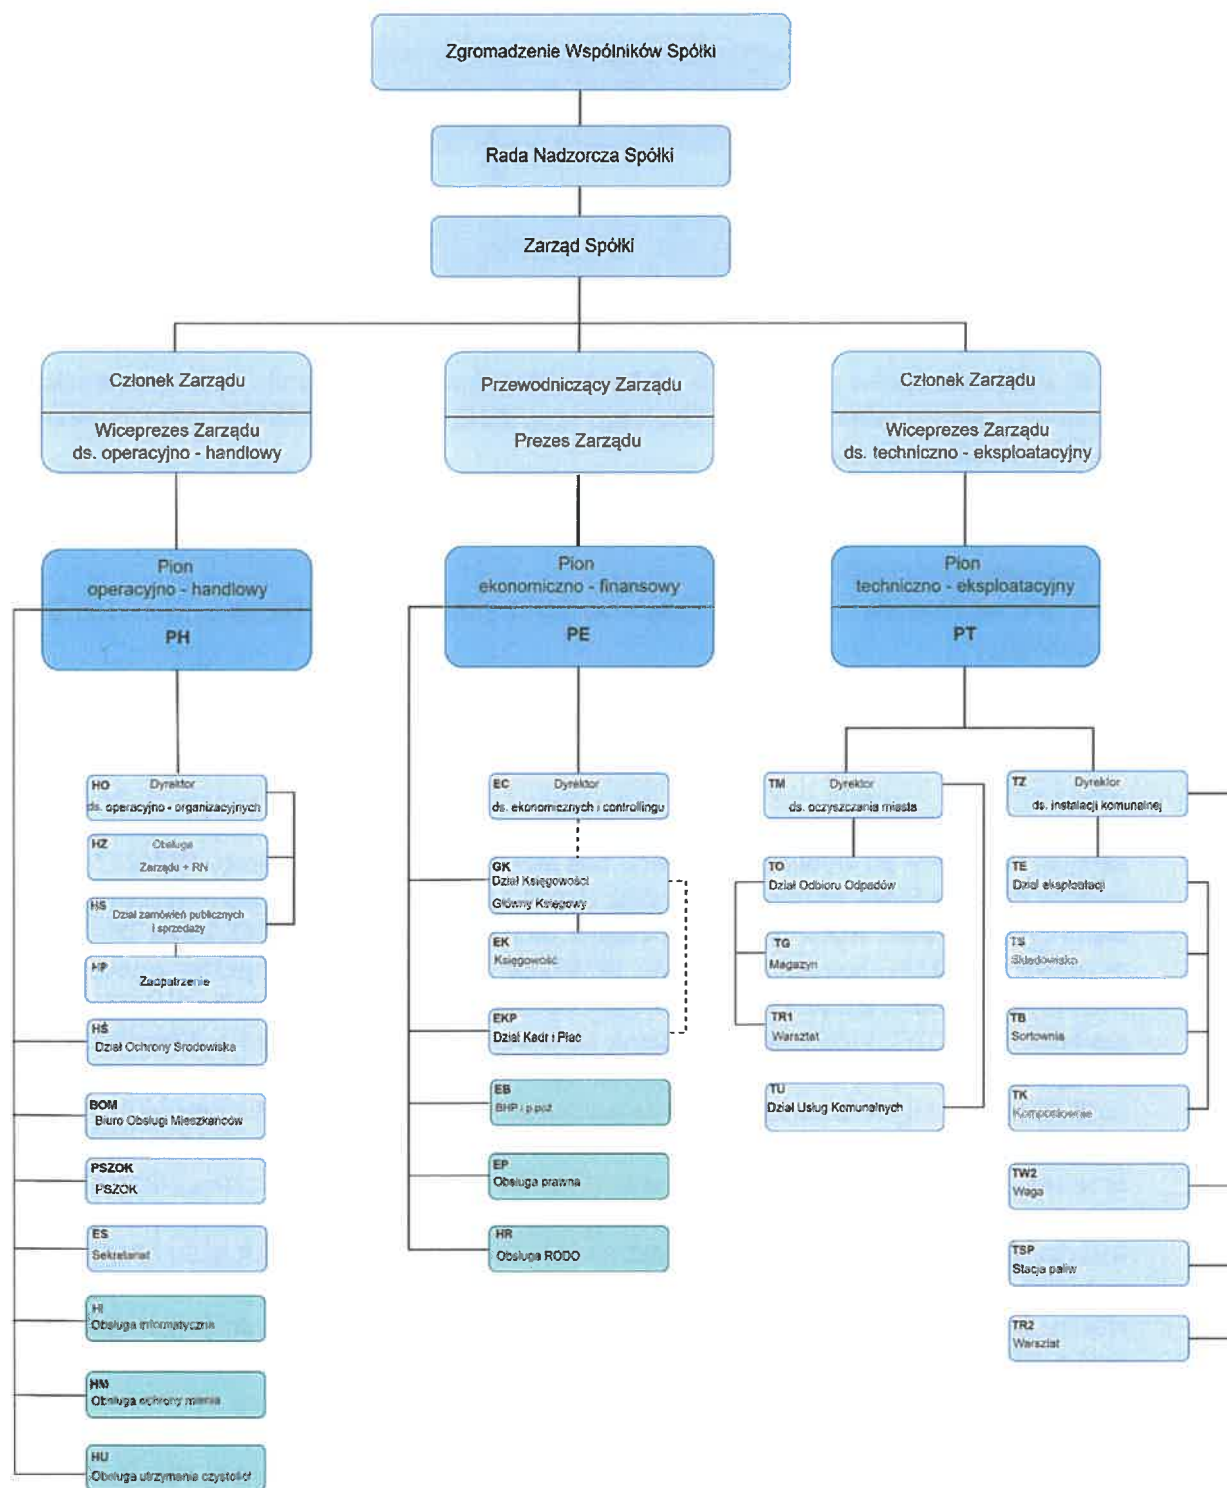 Zgromadzenie Wspólników Spółki
Rada Nadzorcza Spółki
Zarząd Spółki
Członek Zarządu
Wiceprezes Zarządu
ds. operacyjno - handlowy
Przewodniczący Zarządu
Prezes Zarządu
Członek Zarządu
Wiceprezes Zarządu
ds. techniczno - eksploatacyjny
Pion
operacyjno - handlowy
PH
Pion
ekonomiczno - finansowy
PE
Pion
techniczno - eksploatacyjny
PT
HO Dyrektor
ds. operacyjno - organizacyjnych
HZ Obsługa
Zarządu + RN
HS
Dział zamówień publicznych
i sprzedaży
HP
Zaopatrzenie
HŚ
Dział Ochrony Środowiska
BOM
Biuro Obsługi Mieszkańców
PSZOK
PSZOK
ES
Sekretariat
HI
Obsługa informatyczna
HM
Obsługa ochrony mienia
HU
Obsługa utrzymania czystości
EC Dyrektor
ds. ekonomicznych i controllingu
GK
Dział Księgowości
Główny Księgowy
EK
Księgowość
EKP
Dział Kadr i Płac
EB
BHP i p.poż
EP
Obsługa prawna
HR
Obsługa RODO
TM Dyrektor
ds. oczyszczania miasta
TO
Dział Odbioru Odpadów
TG
Magazyn
TR1
Warsztat
TU
Dział Usług Komunalnych
TZ Dyrektor
ds. instalacji komunalnej
TE
Dział eksploatacji
TS
Składowisko
TB
Sortownia
TK
Kompostownie
TW2
Waga
TSP
Stacja paliw
TR2
Warsztat